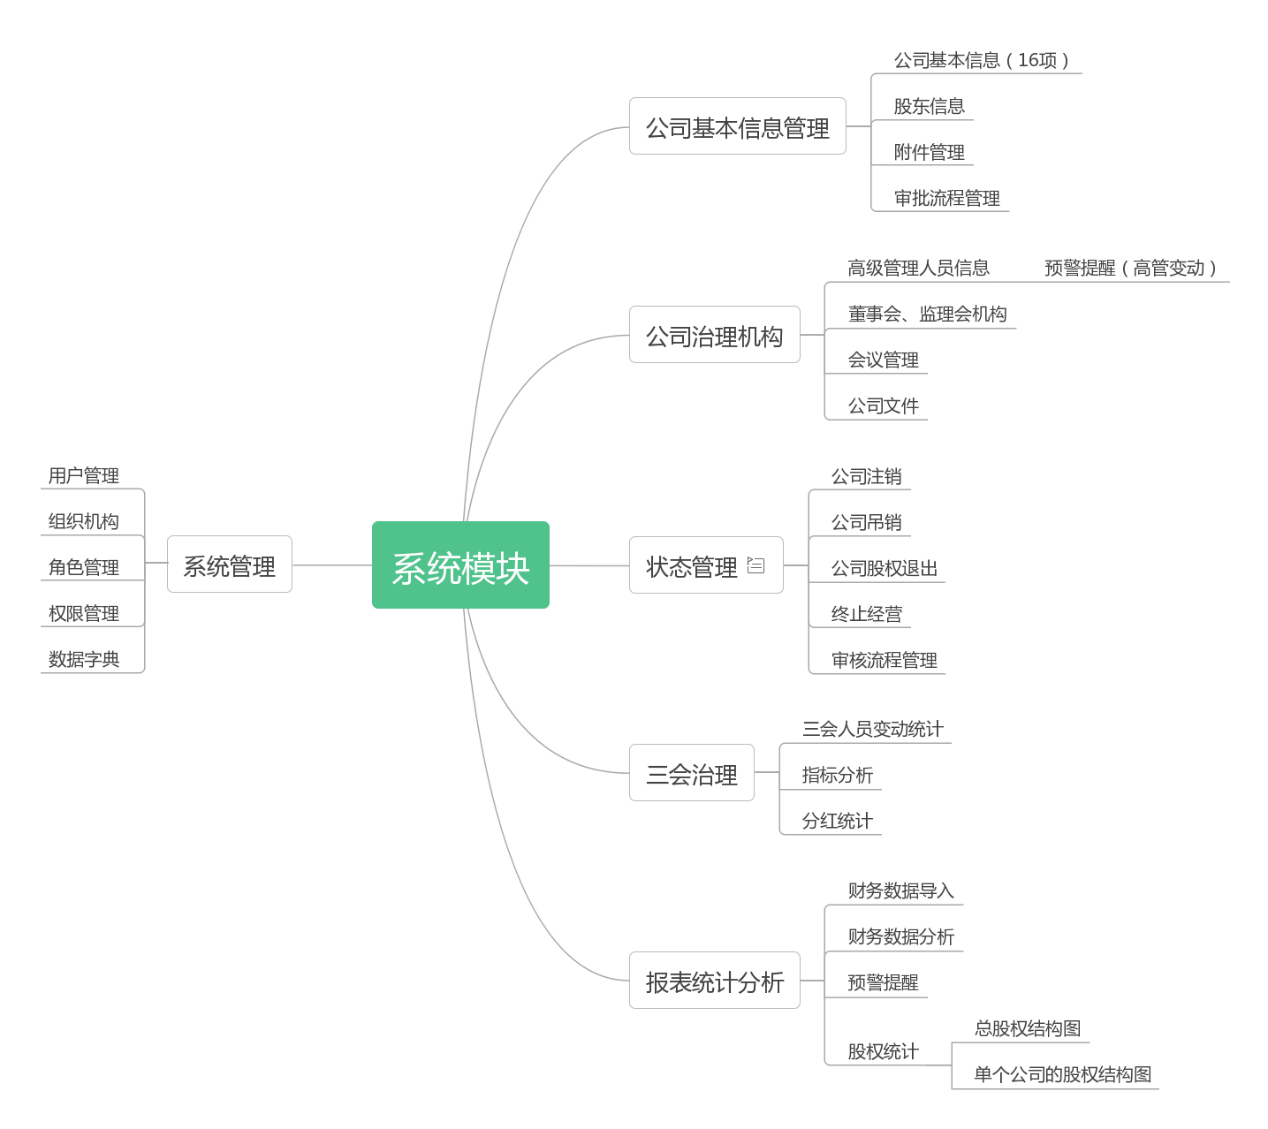 公司基本信息管理
公司基本信息（16项）
股东信息
附件管理
审批流程管理
公司治理机构
高级管理人员信息
预警提醒（高管变动）
董事会、监理会机构
会议管理
公司文件
系统模块
状态管理
公司注销
公司吊销
公司股权退出
终止经营
审核流程管理
三会治理
三会人员变动统计
指标分析
分红统计
报表统计分析
财务数据导入
财务数据分析
预警提醒
股权统计
总股权结构图
单个公司的股权结构图
系统管理
用户管理
组织机构
角色管理
权限管理
数据字典